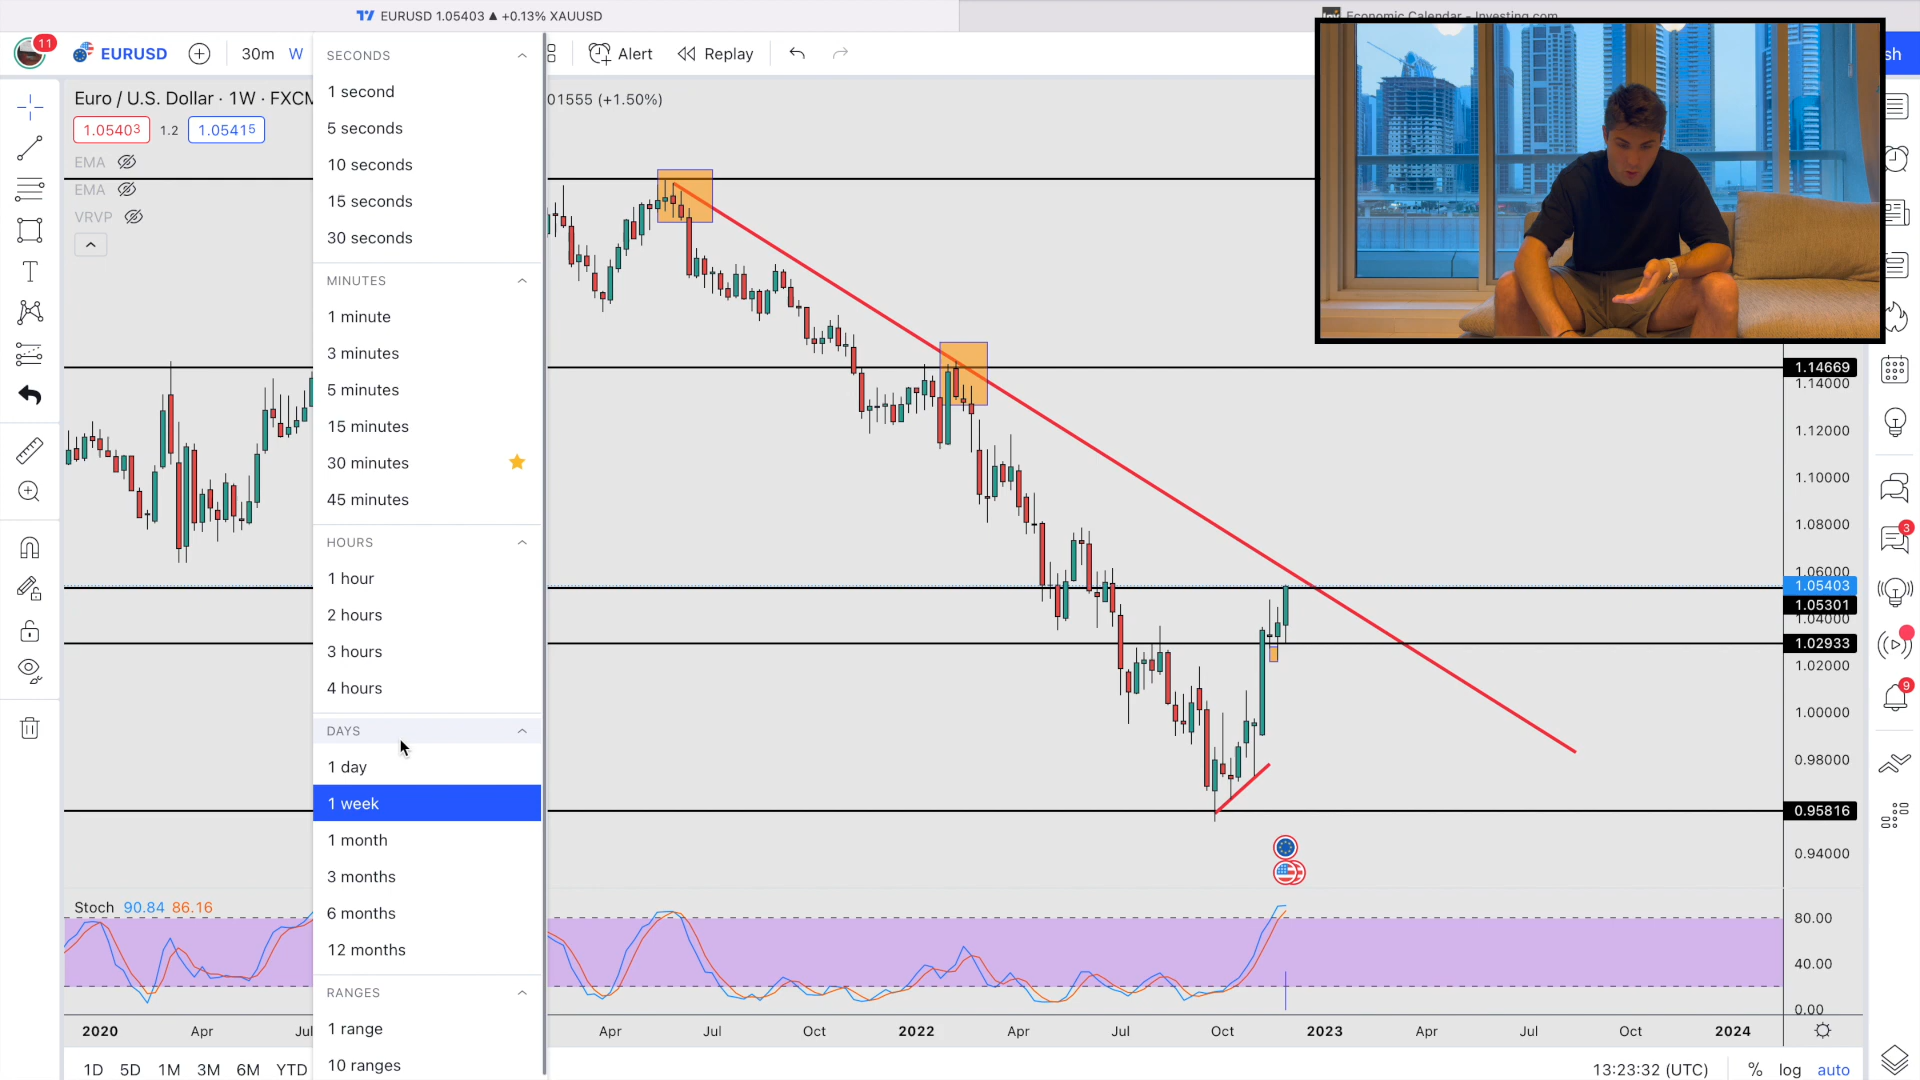 EURUSD 1.05403 ▲ +0.13% XAUUSD
Economic Calendar - Investing.com
11
EURUSD
30m W
Alert
Replay
sh
Euro / U.S. Dollar · 1W · FXCM
01555 (+1.50%)
1.05403 1.2 1.05415
EMA
EMA
VRVP
SECONDS
1 second
5 seconds
10 seconds
15 seconds
30 seconds
MINUTES
1 minute
3 minutes
5 minutes
15 minutes
30 minutes
45 minutes
HOURS
1 hour
2 hours
3 hours
4 hours
DAYS
1 day
1 week
1 month
3 months
6 months
12 months
RANGES
1 range
10 ranges
1.14669
1.14000
1.12000
1.10000
1.08000
1.06000
1.05403
1.05301
1.04000
1.02933
1.02000
1.00000
0.98000
0.95816
0.94000
3
9
Stoch 90.84 86.16
80.00
40.00
0.00
2020 Apr Jul Apr Jul Oct 2022 Apr Jul Oct 2023 Apr Jul Oct 2024
1D 5D 1M 3M 6M YTD
13:23:32 (UTC) % log auto